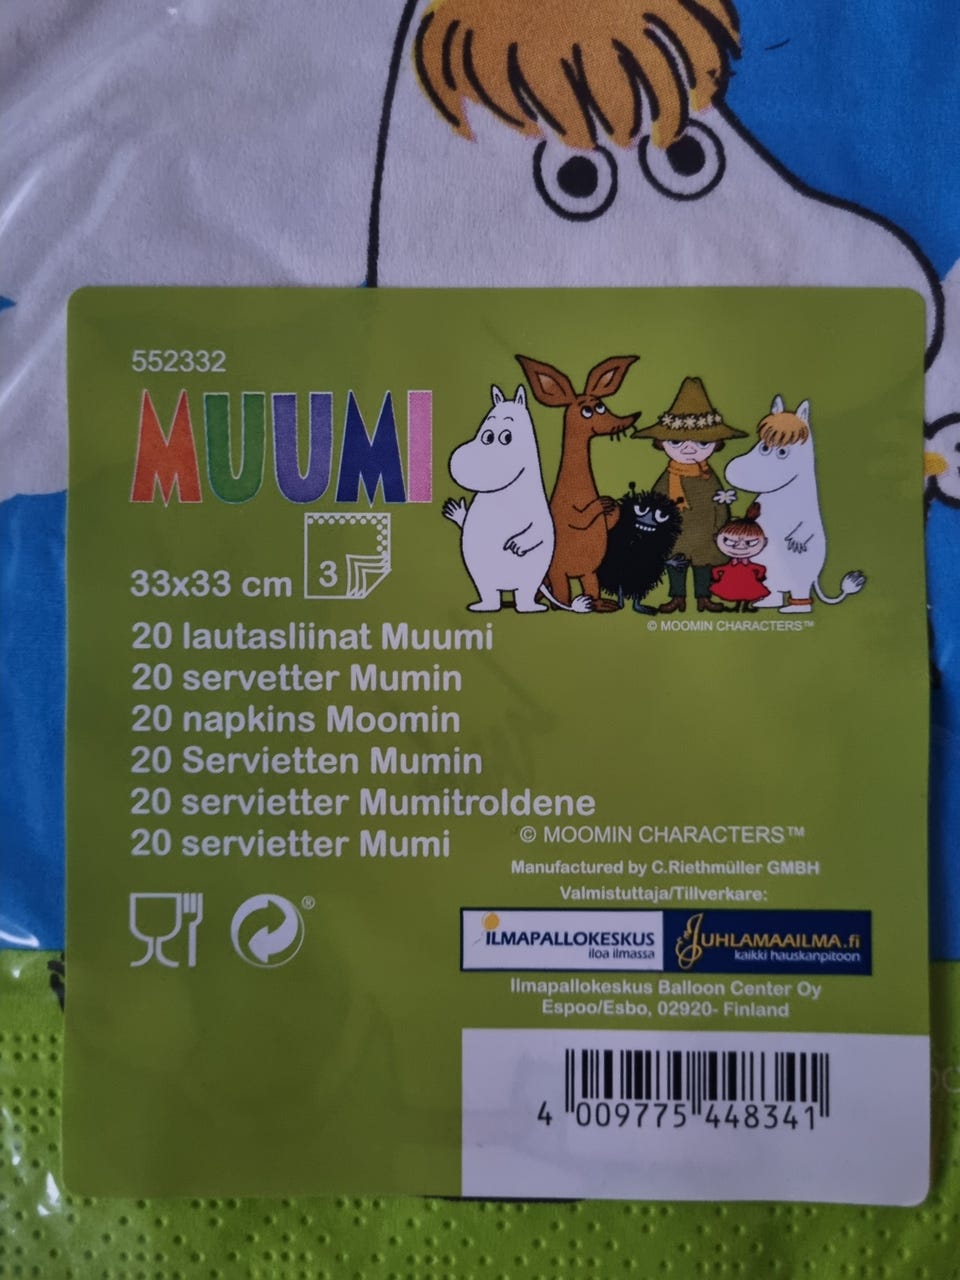 552332
MUUMI
3
33x33 cm
© MOOMIN CHARACTERS™
20 lautasliinat Muumi
20 servetter Mumin
20 napkins Moomin
20 Servietten Mumin
20 servietter Mumitroldene
20 servietter Mumi
© MOOMIN CHARACTERS™
Manufactured by C.Riethmüller GMBH
Valmistuttaja/Tillverkare:
ILMAPALLOKESKUS
iloa ilmassa
JUHLAMAAILMA.fi
kaikki hauskanpitoon
®
Ilmapallokeskus Balloon Center Oy
Espoo/Esbo, 02920- Finland
4 009775 448341